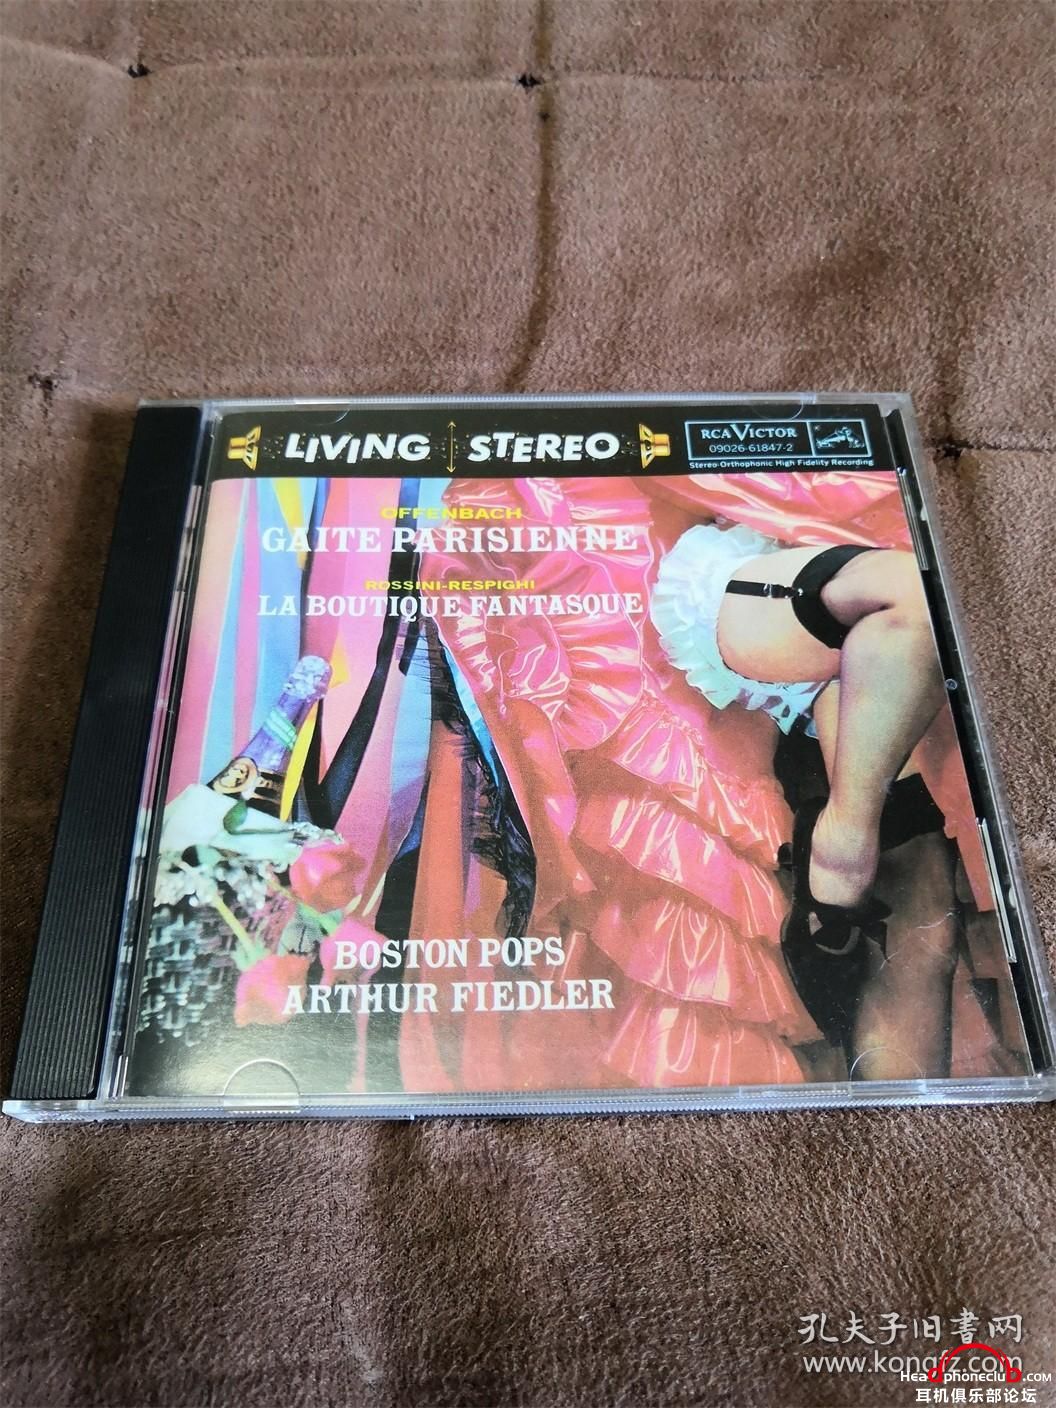 LIVING STEREO
RCA VICTOR
09026-61847-2
Stereo-Orthophonic High Fidelity Recording
OFFENBACH
GAITE PARISIENNE
ROSSINI-RESPIGHI
LA BOUTIQUE FANTASQUE
BOSTON POPS
ARTHUR FIEDLER
孔夫子旧书网
www.kongfz.com
Headphoneclub.com
耳机俱乐部论坛